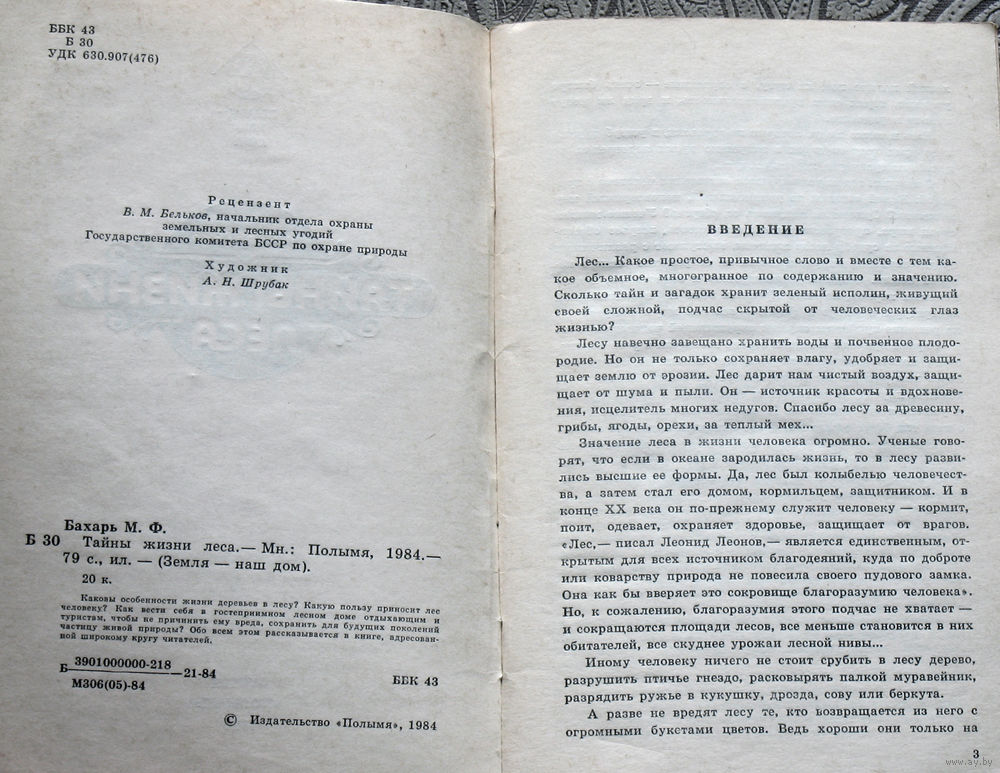 ББК 43
Б 30
УДК 630.907(476)
Рецензент
В. М. Бельков, начальник отдела охраны
земельных и лесных угодий
Государственного комитета БССР по охране природы
Художник
А. Н. Шрубак
Бахарь М. Ф.
Б 30 Тайны жизни леса.— Мн.: Полымя, 1984.—
79 с., ил. — (Земля — наш дом).
20 к.
Каковы особенности жизни деревьев в лесу? Какую пользу приносит лес
человеку? Как вести себя в гостеприимном лесном доме отдыхающим и
туристам, чтобы не причинить ему вреда, сохранить для будущих поколений
частицу живой природы? Обо всем этом рассказывается в книге, адресован-
ной широкому кругу читателей.
Б 3901000000-218
М306(05)-84 —21-84
ББК 43
© Издательство «Полымя», 1984
ВВЕДЕНИЕ
Лес... Какое простое, привычное слово и вместе с тем ка-
кое объемное, многогранное по содержанию и значению.
Сколько тайн и загадок хранит зеленый исполин, живущий
своей сложной, подчас скрытой от человеческих глаз
жизнью?
Лесу навечно завещано хранить воды и почвенное плодо-
родие. Но он не только сохраняет влагу, удобряет и защи-
щает землю от эрозии. Лес дарит нам чистый воздух, защи-
щает от шума и пыли. Он — источник красоты и вдохнове-
ния, исцелитель многих недугов. Спасибо лесу за древесину,
грибы, ягоды, орехи, за теплый мех...
Значение леса в жизни человека огромно. Ученые гово-
рят, что если в океане зародилась жизнь, то в лесу разви-
лись высшие ее формы. Да, лес был колыбелью человечест-
ва, а затем стал его домом, кормильцем, защитником. И в
конце XX века он по-прежнему служит человеку — кормит,
поит, одевает, охраняет здоровье, защищает от врагов.
«Лес,— писал Леонид Леонов,— является единственным, от-
крытым для всех источником благодеяний, куда по доброте
или коварству природа не повесила своего пудового замка.
Она как бы вверяет это сокровище благоразумию человека».
Но, к сожалению, благоразумия этого подчас не хватает —
и сокращаются площади лесов, все меньше становится в них
обитателей, все скуднее урожаи лесной нивы...
Иному человеку ничего не стоит срубить в лесу дерево,
разрушить птичье гнездо, расковырять палкой муравейник,
разрядить ружье в кукушку, дрозда, сову или беркута.
А разве не вредят лесу те, кто возвращается из него с
огромными букетами цветов. Ведь хороши они только на
3
www.ay.by